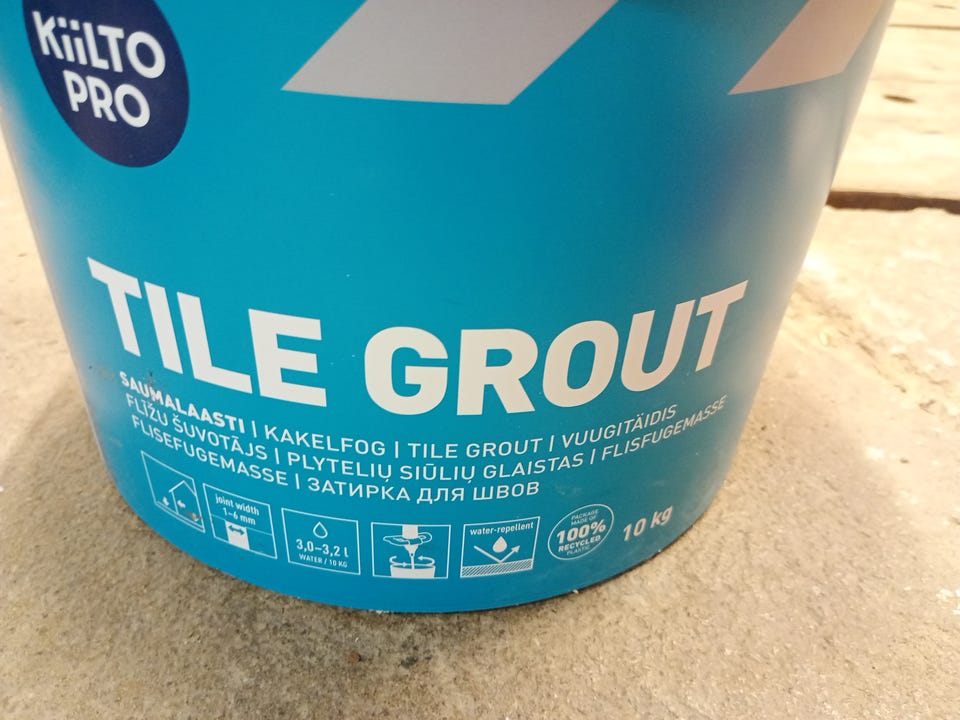 KiiLTO
PRO
TILE GROUT
SAUMALAASTI | KAKELFOG | TILE GROUT | VUUGITÄIDIS
FLĪŽU ŠUVOTĀJS | PLYTELIŲ SIŪLIŲ GLAISTAS | FLISFUGEMASSE
FLISEFUGEMASSE | ЗАТИРКА ДЛЯ ШВОВ
joint width
1–6 mm
3,0–3,2 l
WATER / 10 KG
water-repellent
PACKAGE
MADE OF
100%
RECYCLED
PLASTIC
10 kg